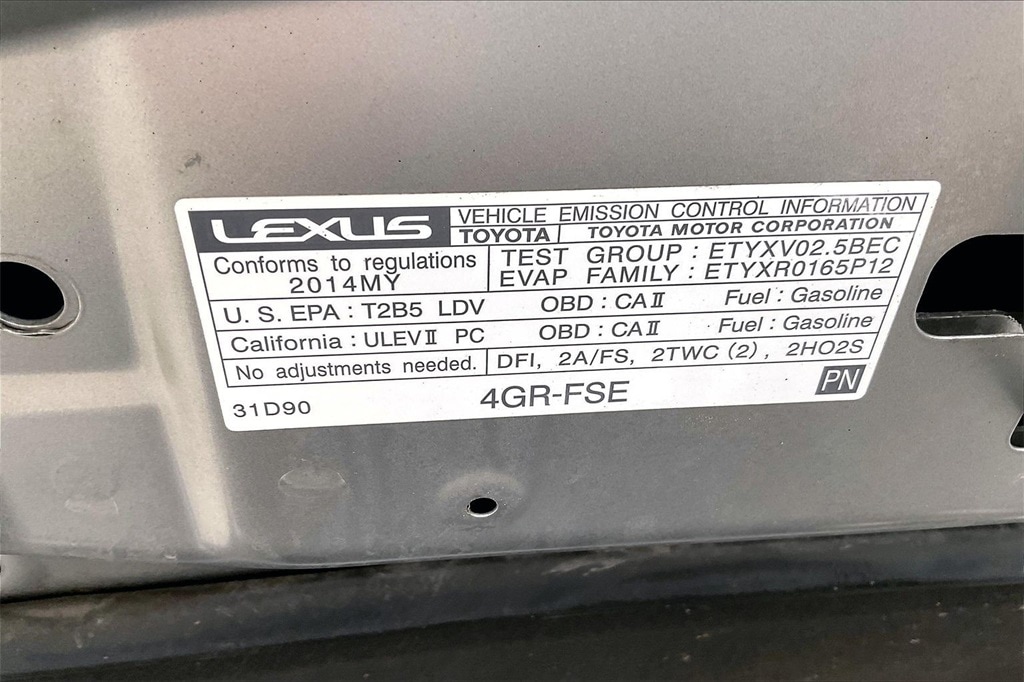 LEXUS VEHICLE EMISSION CONTROL INFORMATION
TOYOTA TOYOTA MOTOR CORPORATION
Conforms to regulations
2014MY
TEST GROUP : ETYXV02.5BEC
EVAP FAMILY : ETYXR0165P12
U. S. EPA : T2B5 LDV OBD : CAⅡ Fuel : Gasoline
California : ULEVⅡ PC OBD : CAⅡ Fuel : Gasoline
No adjustments needed. DFI, 2A/FS, 2TWC (2) , 2HO2S
31D90 4GR-FSE PN